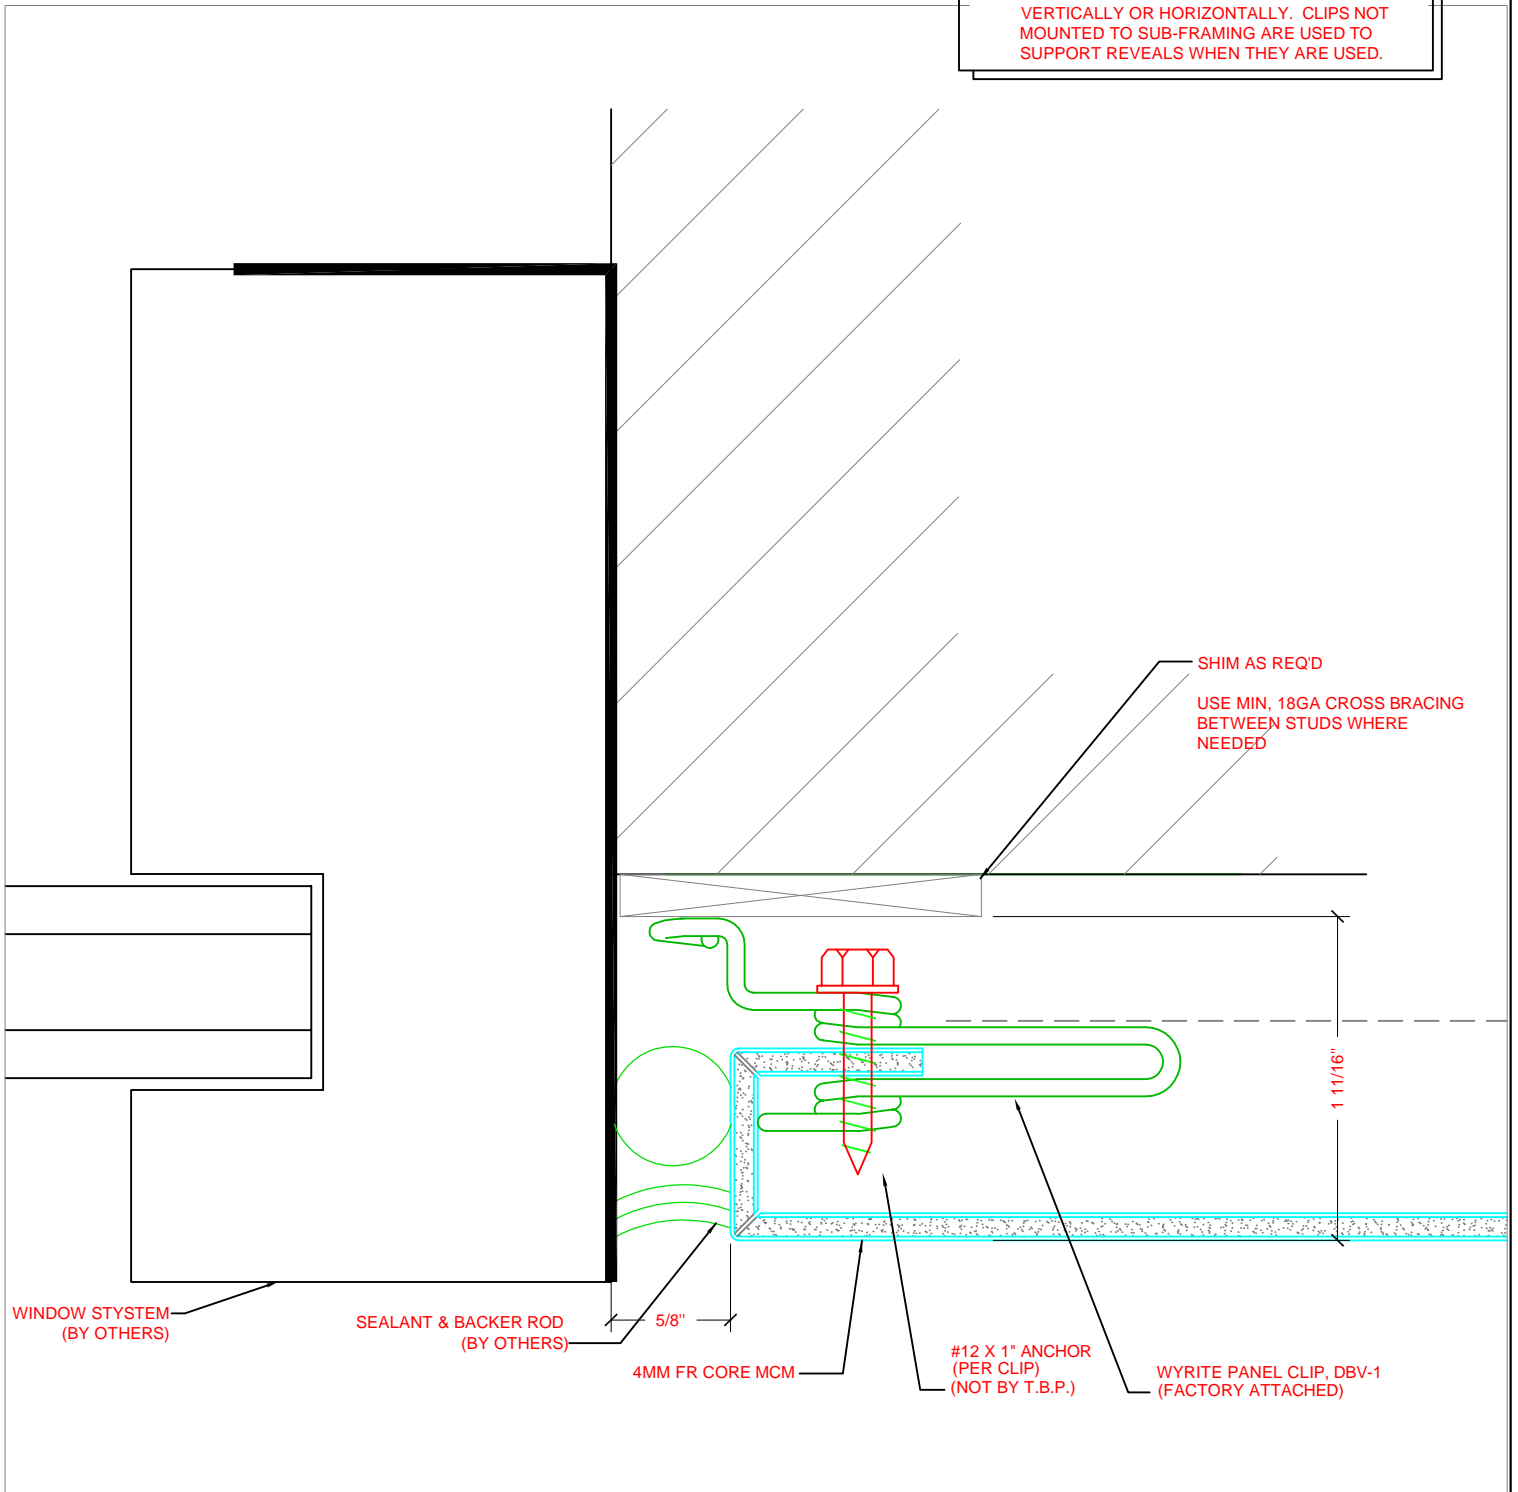 VERTICALLY OR HORIZONTALLY. CLIPS NOT
MOUNTED TO SUB-FRAMING ARE USED TO
SUPPORT REVEALS WHEN THEY ARE USED.
SHIM AS REQ'D
USE MIN, 18GA CROSS BRACING
BETWEEN STUDS WHERE
NEEDED
1 11/16"
WINDOW STYSTEM
(BY OTHERS)
SEALANT & BACKER ROD
(BY OTHERS)
5/8"
4MM FR CORE MCM
#12 X 1" ANCHOR
(PER CLIP)
(NOT BY T.B.P.)
WYRITE PANEL CLIP, DBV-1
(FACTORY ATTACHED)